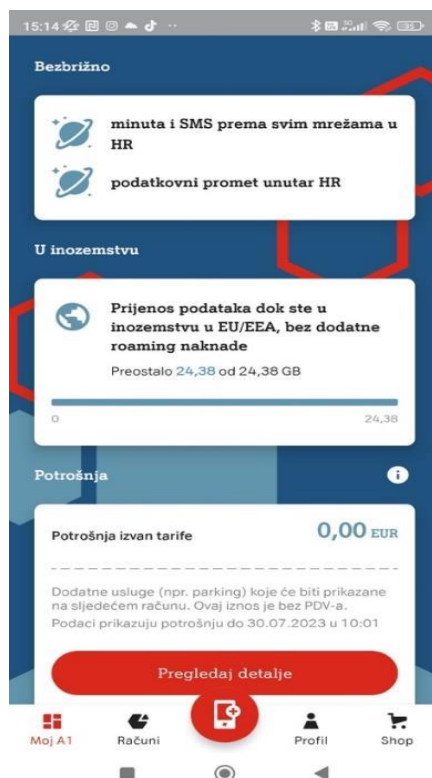 15:14
Bezbrižno
minuta i SMS prema svim mrežama u
HR
podatkovni promet unutar HR
U inozemstvu
Prijenos podataka dok ste u
inozemstvu u EU/EEA, bez dodatne
roaming naknade
Preostalo 24,38 od 24,38 GB
0 24,38
Potrošnja
Potrošnja izvan tarife 0,00 EUR
Dodatne usluge (npr. parking) koje će biti prikazane
na sljedećem računu. Ovaj iznos je bez PDV-a.
Podaci prikazuju potrošnju do 30.07.2023 u 10:01
Pregledaj detalje
Moj A1 Računi Profil Shop